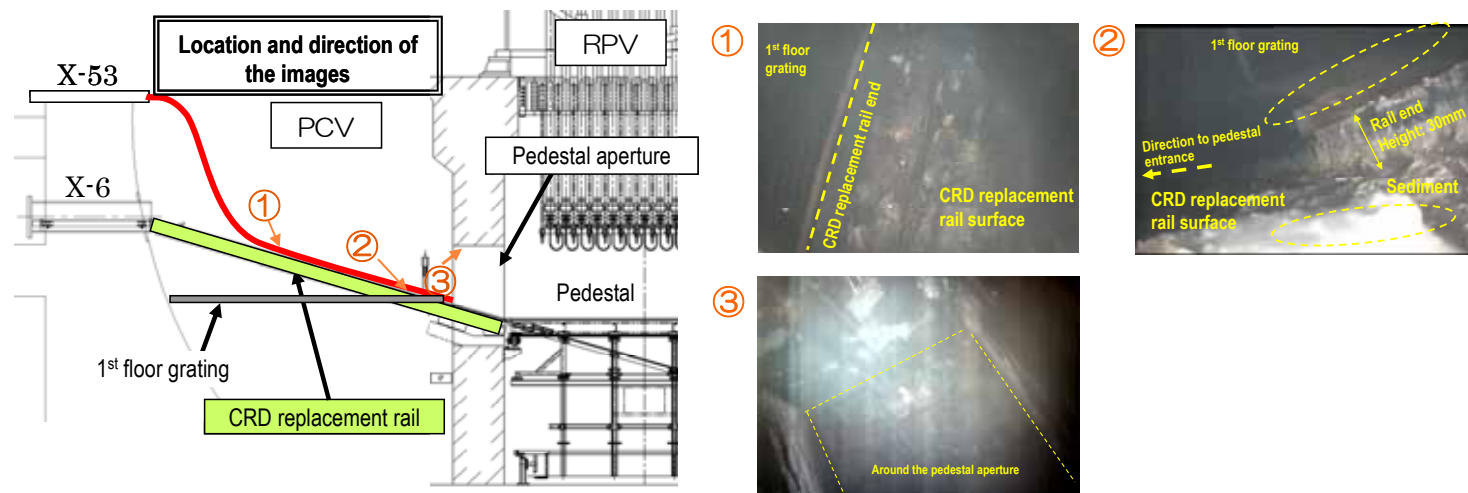 Location and direction of
the images
X-53
PCV
RPV
Pedestal aperture
X-6
①
②
③
Pedestal
1st floor grating
CRD replacement rail
①
1st floor
grating
CRD replacement rail end
CRD replacement
rail surface
②
1st floor grating
Rail end
Height: 30mm
Direction to pedestal
entrance
Sediment
CRD replacement
rail surface
③
Around the pedestal aperture